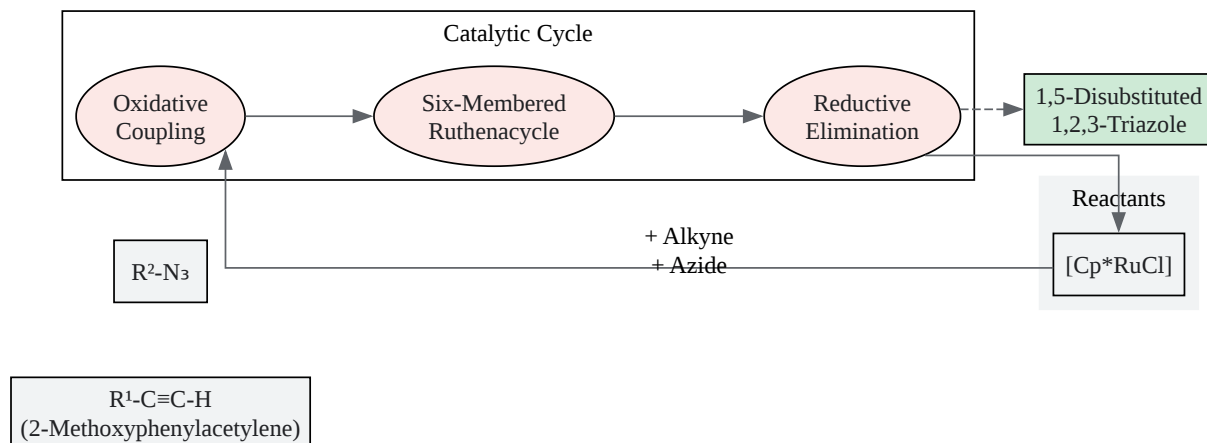 Catalytic Cycle
Oxidative
Coupling
Six-Membered
Ruthenacycle
Reductive
Elimination
1,5-Disubstituted
1,2,3-Triazole
Reactants
[Cp*RuCl]
+ Alkyne
+ Azide
R²-N₃
R¹-C≡C-H
(2-Methoxyphenylacetylene)